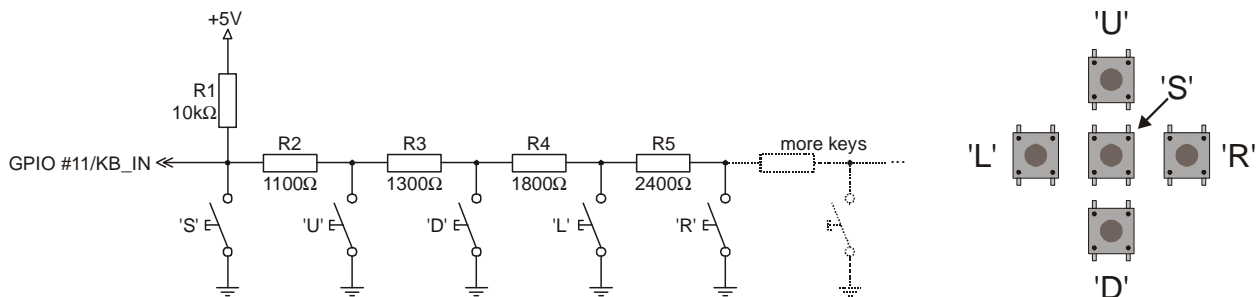 +5V
R1
10kΩ
GPIO #11/KB_IN
R2
1100Ω
R3
1300Ω
R4
1800Ω
R5
2400Ω
more keys
...
'S'
'U'
'D'
'L'
'R'
'U'
'S'
'L'
'R'
'D'